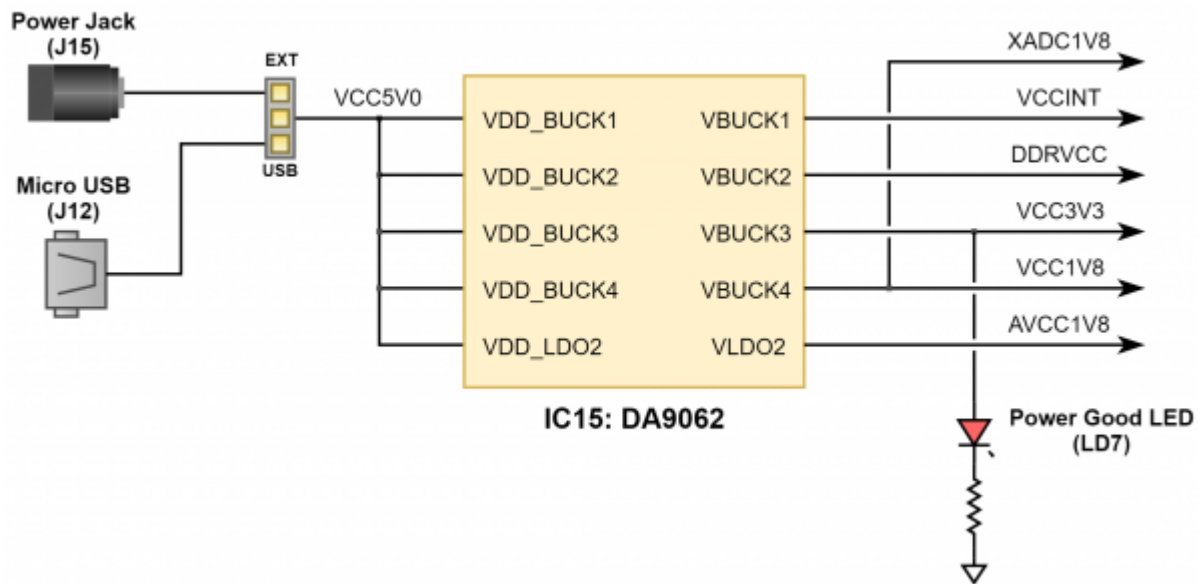 Power Jack
(J15)
EXT
VCC5V0
USB
Micro USB
(J12)
VDD_BUCK1
VDD_BUCK2
VDD_BUCK3
VDD_BUCK4
VDD_LDO2
VBUCK1
VBUCK2
VBUCK3
VBUCK4
VLDO2
IC15: DA9062
XADC1V8
VCCINT
DDRVCC
VCC3V3
VCC1V8
AVCC1V8
Power Good LED
(LD7)